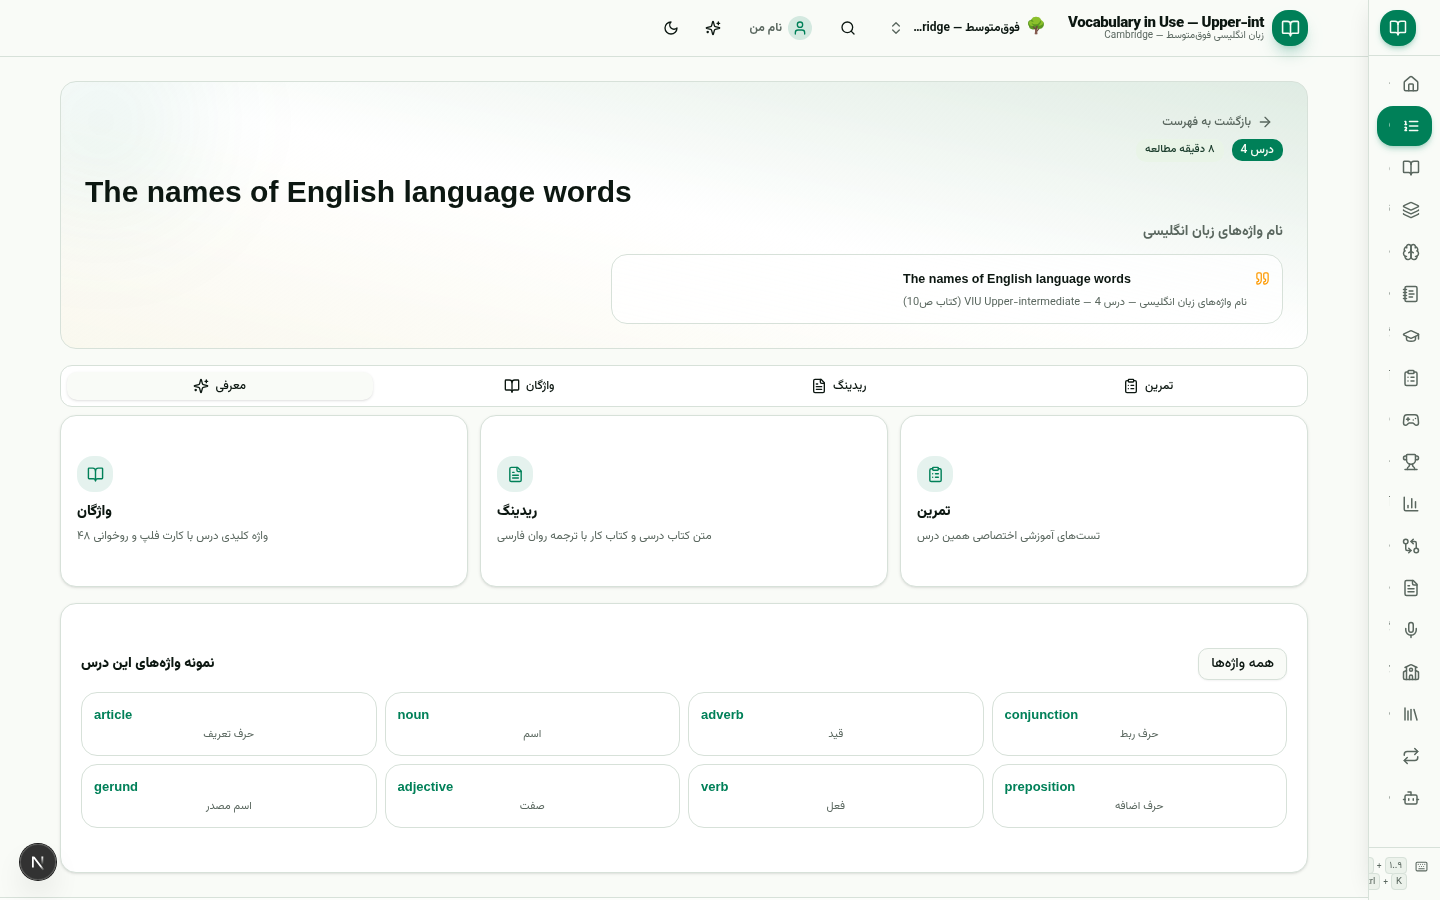 Vocabulary in Use – Upper-int
زبان انگلیسی فوق‌متوسط – Cambridge
🌳 فوق‌متوسط – ridge...
نام من
بازگشت به فهرست
درس 4
۸ دقیقه مطالعه
The names of English language words
نام واژه‌های زبان انگلیسی
The names of English language words
نام واژه‌های زبان انگلیسی – درس 4 – VIU Upper-intermediate (کتاب ص10)
معرفی
واژگان
ریدینگ
تمرین
واژگان
۴۸ واژه کلیدی درس با کارت فلپ و روخوانی
ریدینگ
متن کتاب درسی و کتاب کار با ترجمه روان فارسی
تمرین
تست‌های آموزشی اختصاصی همین درس
نمونه واژه‌های این درس
همه واژه‌ها
article
حرف تعریف
noun
اسم
adverb
قید
conjunction
حرف ربط
gerund
اسم مصدر
adjective
صفت
verb
فعل
preposition
حرف اضافه
N
+ ۱..۹
+ K